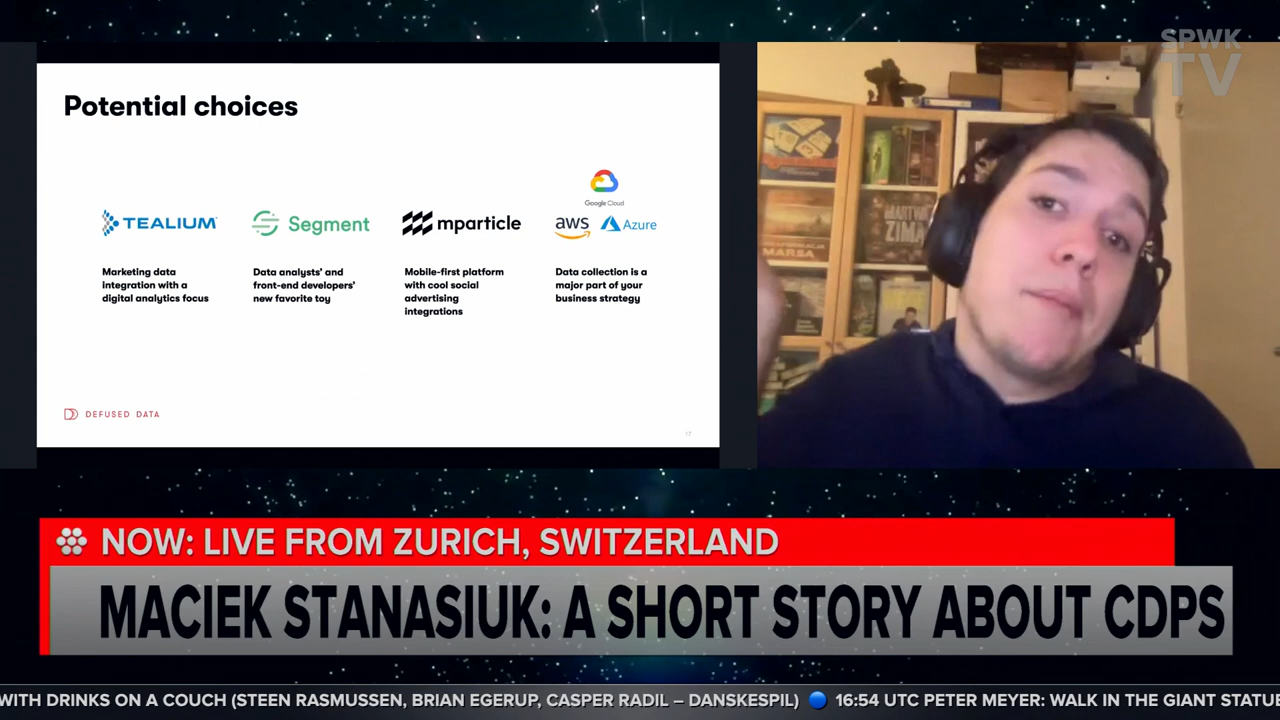 SPWK
TV
Potential choices
TEALIUM
Segment
mparticle
Google Cloud
aws
Azure
Marketing data
integration with a
digital analytics focus
Data analysts' and
front-end developers'
new favorite toy
Mobile-first platform
with cool social
advertising
integrations
Data collection is a
major part of your
business strategy
DEFUSED DATA
17
MARSA
ZIMA
NOW: LIVE FROM ZURICH, SWITZERLAND
MACIEK STANASIUK: A SHORT STORY ABOUT CDPS
WITH DRINKS ON A COUCH (STEEN RASMUSSEN, BRIAN EGERUP, CASPER RADIL – DANSKESPIL) 16:54 UTC PETER MEYER: WALK IN THE GIANT STATUE